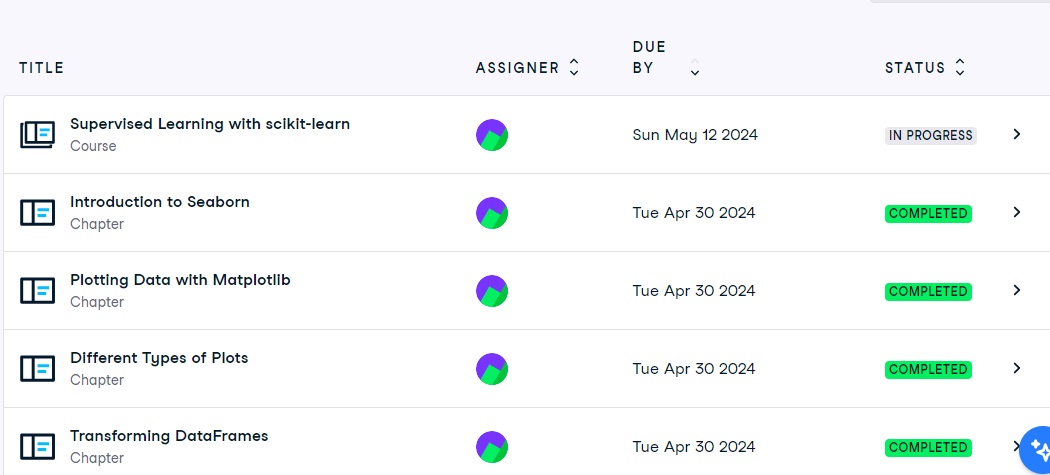 TITLE
ASSIGNER
DUE
BY
STATUS
Supervised Learning with scikit-learn
Course
Sun May 12 2024
IN PROGRESS
Introduction to Seaborn
Chapter
Tue Apr 30 2024
COMPLETED
Plotting Data with Matplotlib
Chapter
Tue Apr 30 2024
COMPLETED
Different Types of Plots
Chapter
Tue Apr 30 2024
COMPLETED
Transforming DataFrames
Chapter
Tue Apr 30 2024
COMPLETED